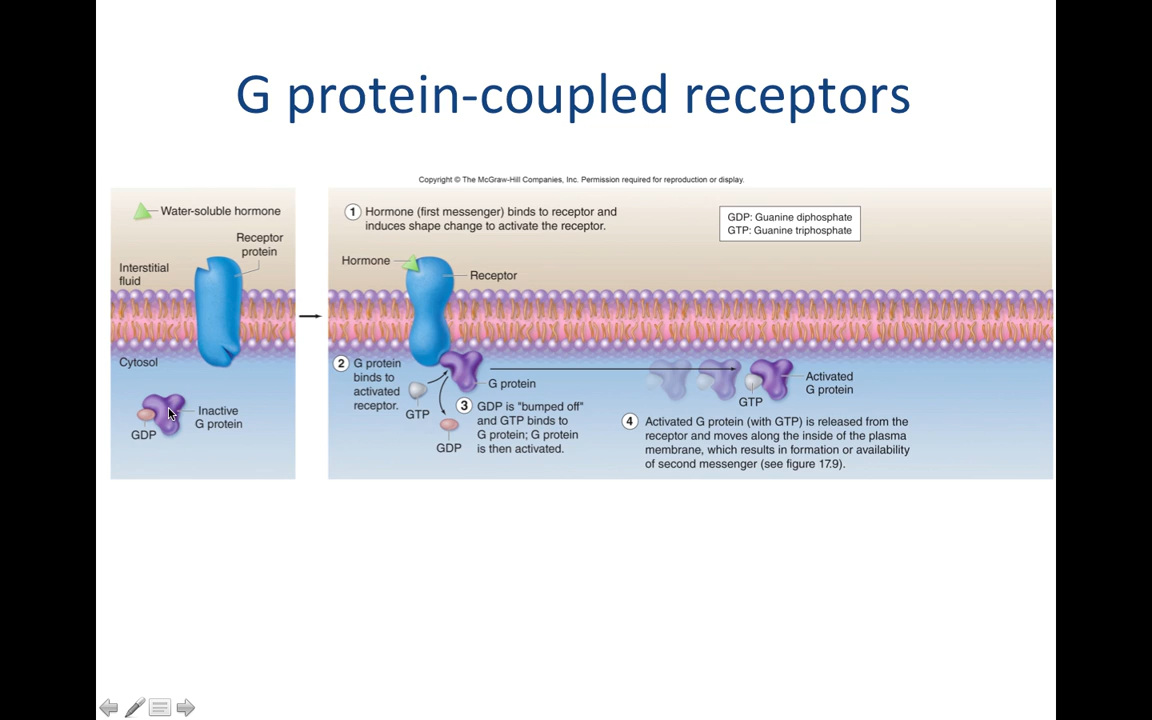 G protein-coupled receptors
Copyright © The McGraw-Hill Companies, Inc. Permission required for reproduction or display.
Water-soluble hormone
Receptor
protein
Interstitial
fluid
Cytosol
Inactive
G protein
GDP
1 Hormone (first messenger) binds to receptor and
induces shape change to activate the receptor.
GDP: Guanine diphosphate
GTP: Guanine triphosphate
Hormone
Receptor
2 G protein
binds to
activated
receptor.
GTP
G protein
3 GDP is "bumped off"
and GTP binds to
G protein; G protein
is then activated.
GDP
GTP
Activated
G protein
4 Activated G protein (with GTP) is released from the
receptor and moves along the inside of the plasma
membrane, which results in formation or availability
of second messenger (see figure 17.9).